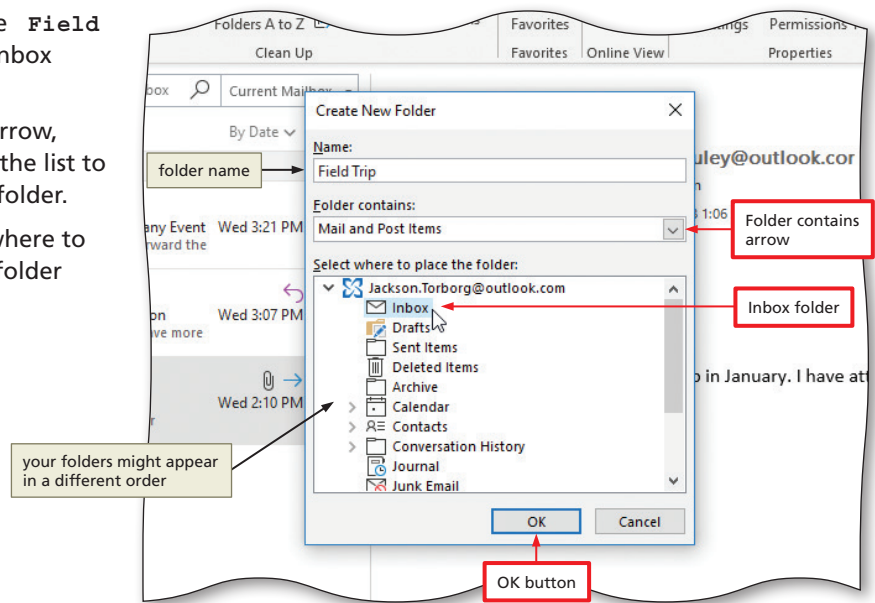 e Field
nbox
rrow,
the list to
folder.
where to
folder
Folders A to Z
Clean Up
Favorites
Favorites
Online View
ngs Permissions
Properties
box
Current Mailbox
By Date
any Event Wed 3:21 PM
rward the
on Wed 3:07 PM
ave more
Wed 2:10 PM
r
uley@outlook.cor
n
1:06
o in January. I have att
Create New Folder
Name:
Field Trip
Folder contains:
Mail and Post Items
Select where to place the folder:
Jackson.Torborg@outlook.com
Inbox
Drafts
Sent Items
Deleted Items
Archive
Calendar
Contacts
Conversation History
Journal
Junk Email
OK
Cancel
folder name
Folder contains
arrow
Inbox folder
your folders might appear
in a different order
OK button